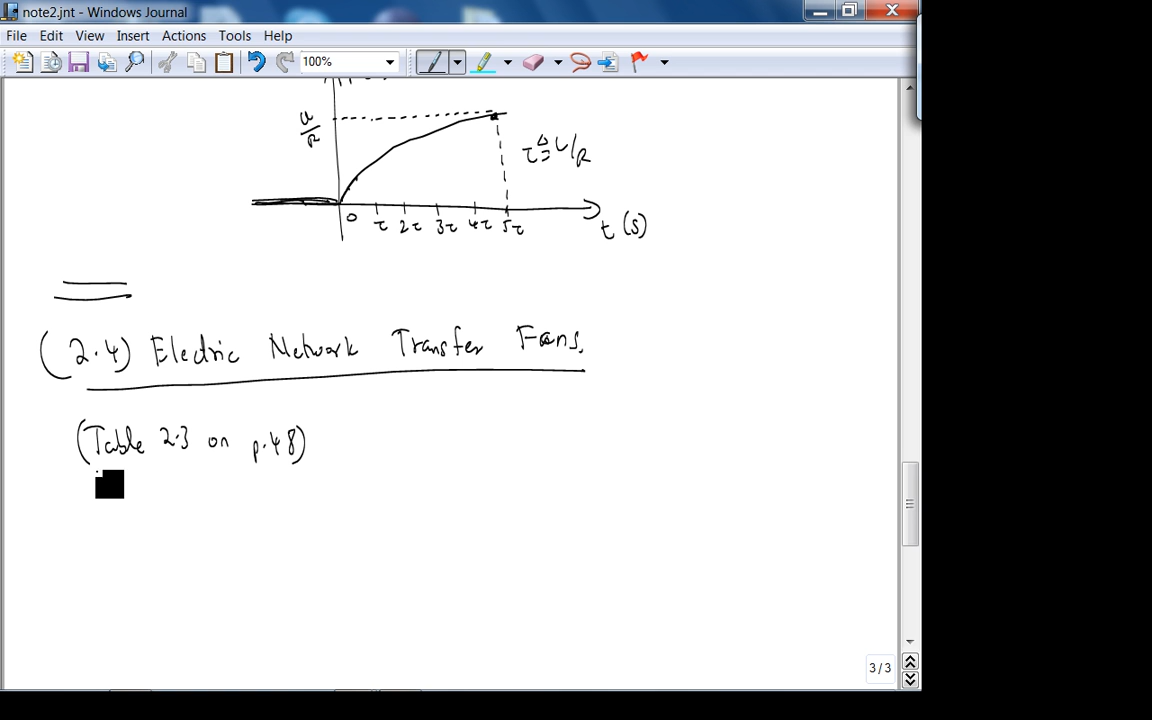 note2.jnt - Windows Journal
File Edit View Insert Actions Tools Help
100%
τ ≜ L/R
0 τ 2τ 3τ 4τ 5τ
t (s)
(2.4) Electric Network Transfer Fcns.
(Table 2.3 on p.48)
3 / 3